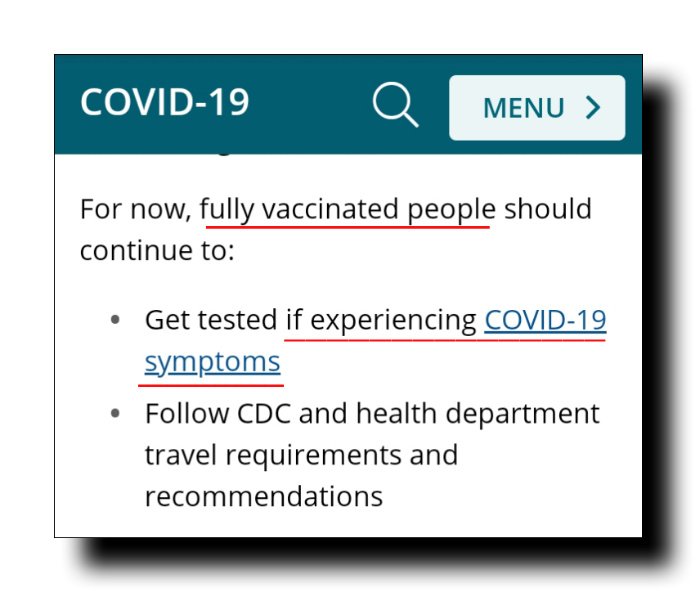 COVID-19
MENU
For now, fully vaccinated people should
continue to:
• Get tested if experiencing COVID-19
symptoms
• Follow CDC and health department
travel requirements and
recommendations